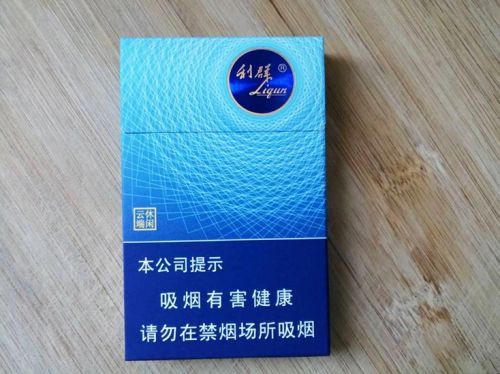 利群®
Liqun
休闲
云端
本公司提示
吸烟有害健康
请勿在禁烟场所吸烟